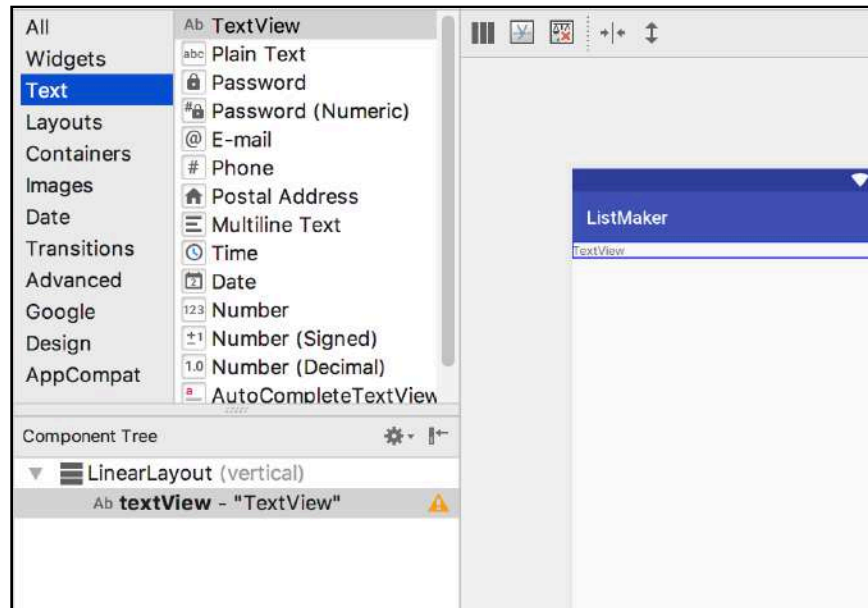 All
Widgets
Text
Layouts
Containers
Images
Date
Transitions
Advanced
Google
Design
AppCompat
Ab TextView
abc Plain Text
Password
# Password (Numeric)
@ E-mail
# Phone
Postal Address
Multiline Text
Time
2 Date
123 Number
±1 Number (Signed)
1.0 Number (Decimal)
a AutoCompleteTextView
Component Tree
LinearLayout (vertical)
Ab textView - "TextView"
ListMaker
TextView